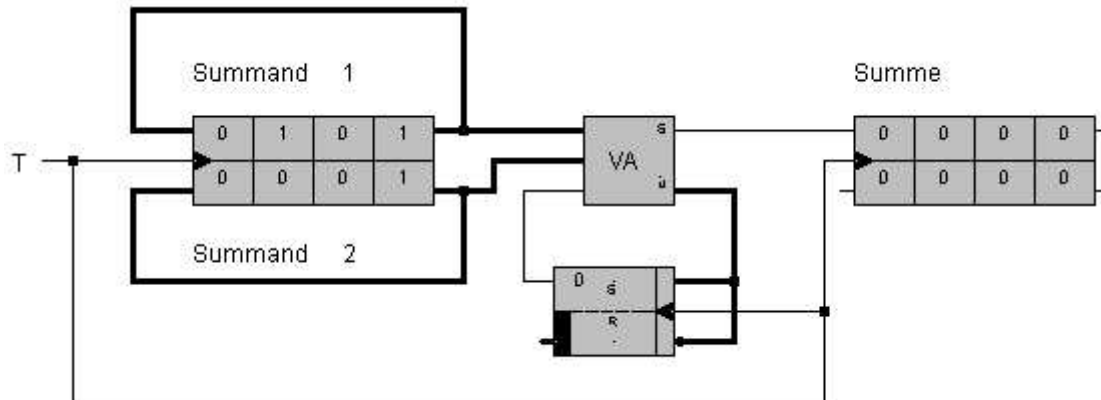 Summand 1
Summe
0 1 0 1
s
0 0 0 0
T
VA
0 0 0 1
ü
0 0 0 0
Summand 2
0 S
R